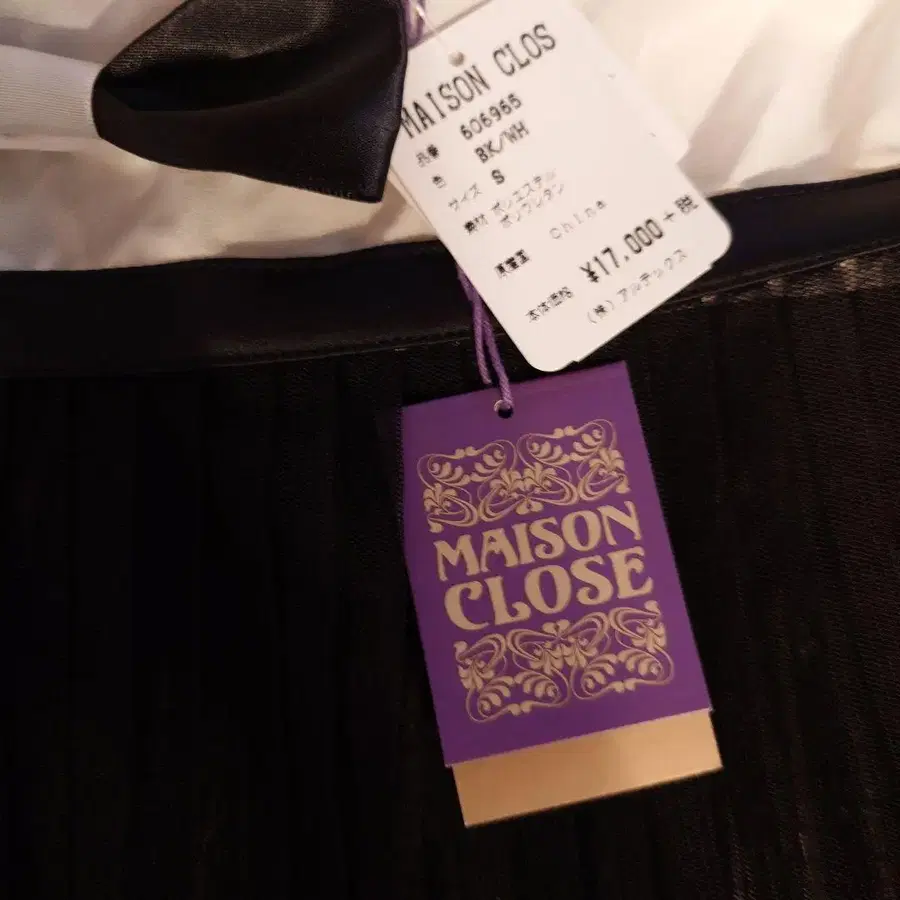 MAISON CLOS
品番 606966
色 BK/WH
サイズ S
素材 ポリエステル
ポリウレタン
原産国 China
本体価格 ¥17,000+税
(株)アルテックス
MAISON
CLOSE